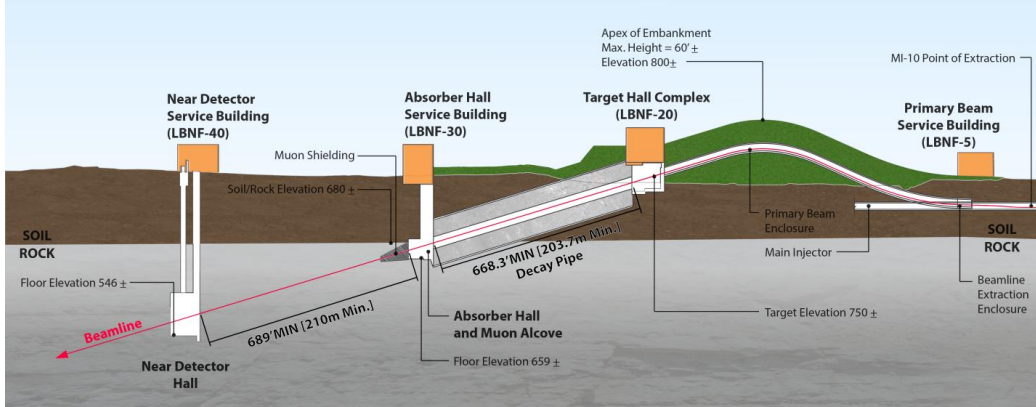 Apex of Embankment
Max. Height = 60' ±
Elevation 800±
MI-10 Point of Extraction
Near Detector
Service Building
(LBNF-40)
Absorber Hall
Service Building
(LBNF-30)
Target Hall Complex
(LBNF-20)
Primary Beam
Service Building
(LBNF-5)
Muon Shielding
Soil/Rock Elevation 680 ±
SOIL
ROCK
Floor Elevation 546 ±
Beamline
689'MIN [210m Min.]
668.3'MIN [203.7m Min.]
Decay Pipe
Primary Beam
Enclosure
Main Injector
SOIL
ROCK
Beamline
Extraction
Enclosure
Target Elevation 750 ±
Absorber Hall
and Muon Alcove
Floor Elevation 659 ±
Near Detector
Hall